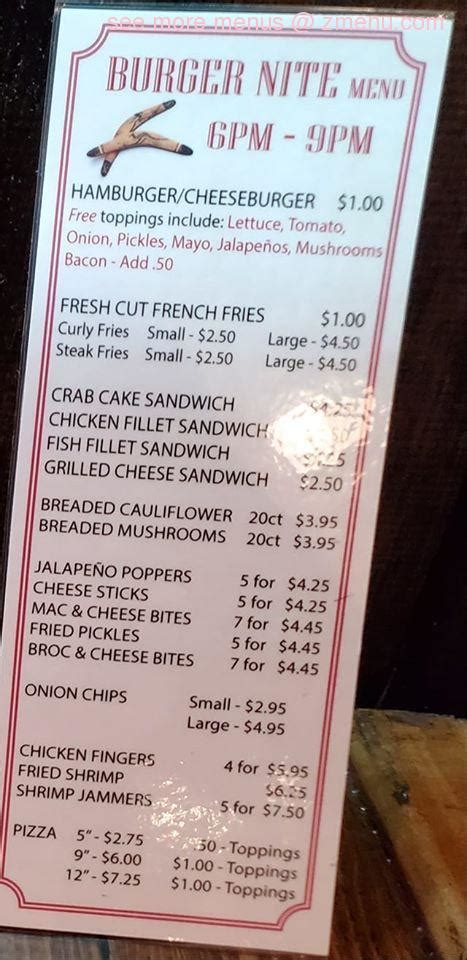 see more menus @ zmenu.com
BURGER NITE MENU
6PM - 9PM
HAMBURGER/CHEESEBURGER $1.00
Free toppings include: Lettuce, Tomato,
Onion, Pickles, Mayo, Jalapeños, Mushrooms
Bacon - Add .50
FRESH CUT FRENCH FRIES $1.00
Curly Fries Small - $2.50 Large - $4.50
Steak Fries Small - $2.50 Large - $4.50
CRAB CAKE SANDWICH $4.25
CHICKEN FILLET SANDWICH
FISH FILLET SANDWICH
GRILLED CHEESE SANDWICH $2.50
BREADED CAULIFLOWER 20ct $3.95
BREADED MUSHROOMS 20ct $3.95
JALAPEÑO POPPERS 5 for $4.25
CHEESE STICKS 5 for $4.25
MAC & CHEESE BITES 7 for $4.45
FRIED PICKLES 5 for $4.45
BROC & CHEESE BITES 7 for $4.45
ONION CHIPS Small - $2.95
Large - $4.95
CHICKEN FINGERS 4 for $5.95
FRIED SHRIMP $6.25
SHRIMP JAMMERS 5 for $7.50
PIZZA 5" - $2.75 .50 - Toppings
9" - $6.00 $1.00 - Toppings
12" - $7.25 $1.00 - Toppings